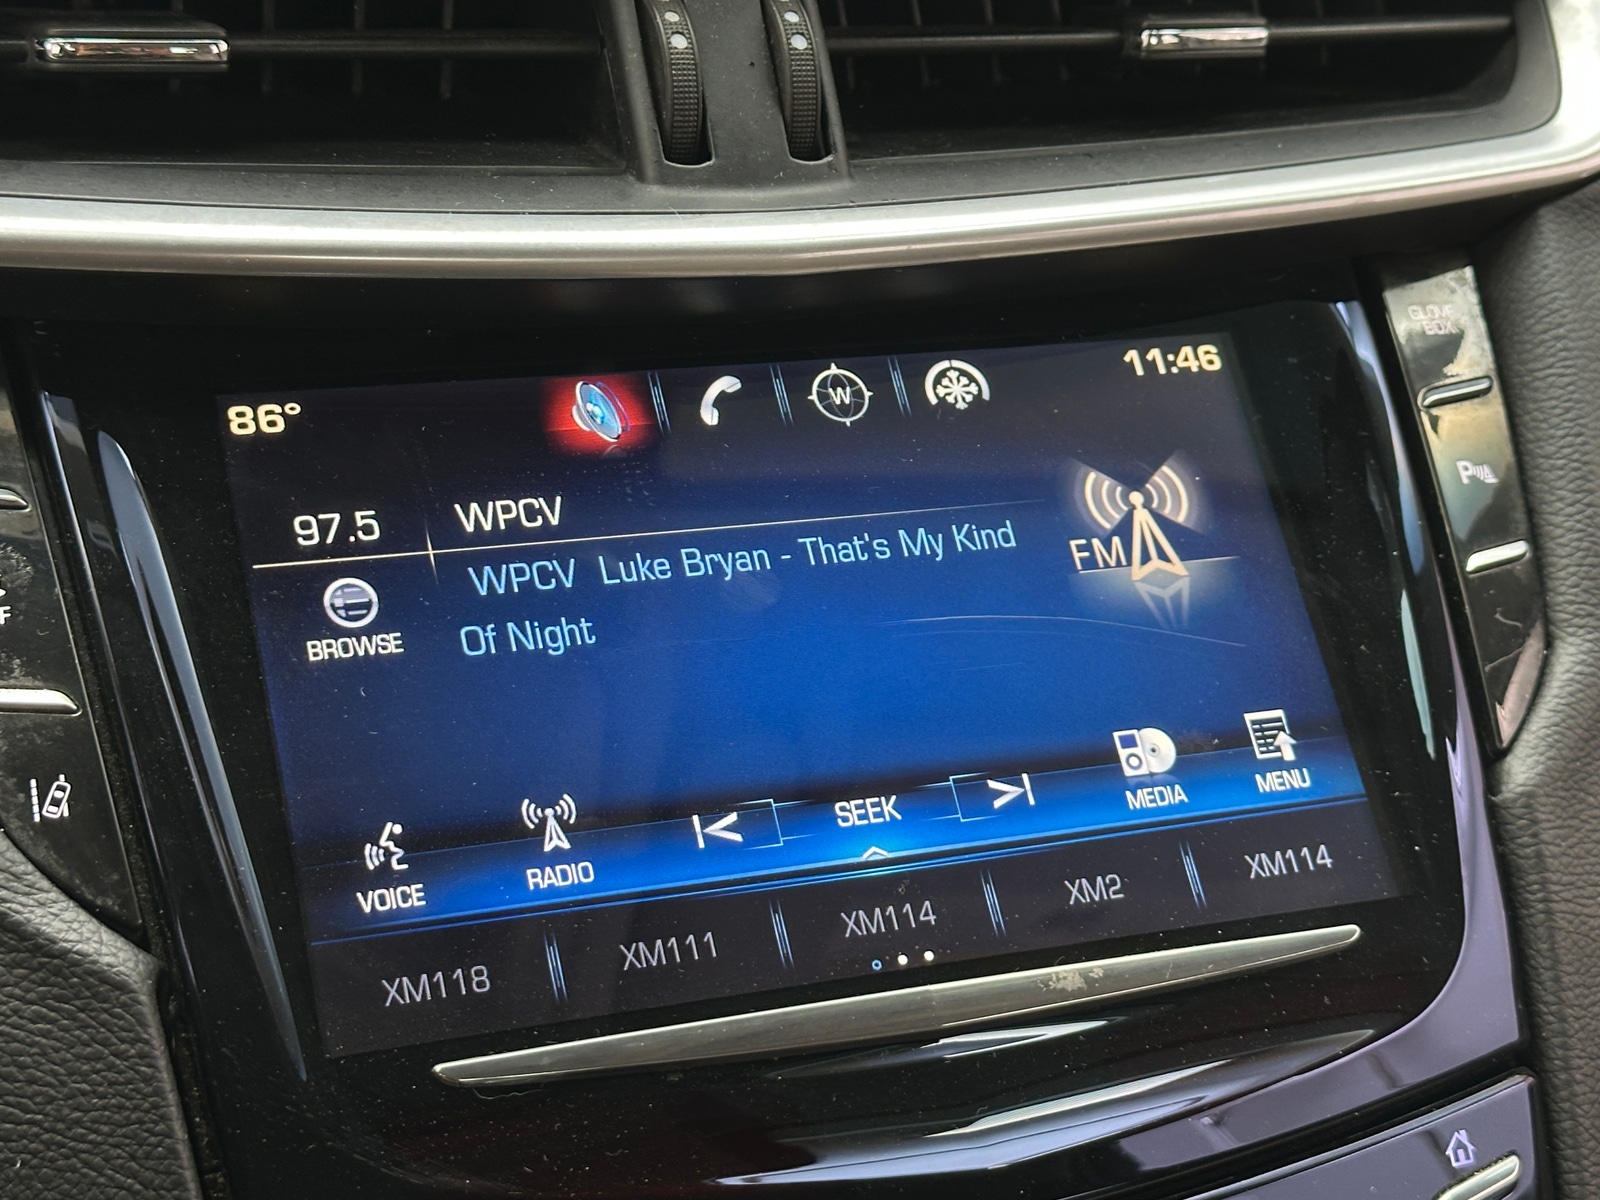 GLOVE
BOX
86°
W
11:46
97.5
WPCV
WPCV Luke Bryan - That's My Kind
Of Night
FM
BROWSE
P
VOICE
RADIO
SEEK
MEDIA
MENU
XM118
XM111
XM114
XM2
XM114